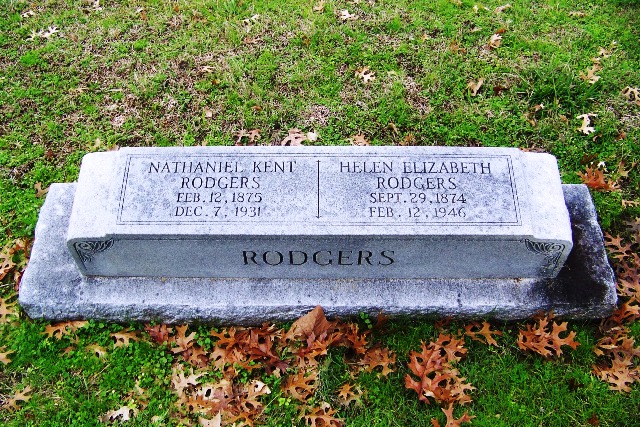 NATHANIEL KENT
RODGERS
FEB. 12, 1875
DEC. 7, 1931
HELEN ELIZABETH
RODGERS
SEPT. 29, 1874
FEB. 12, 1946
RODGERS